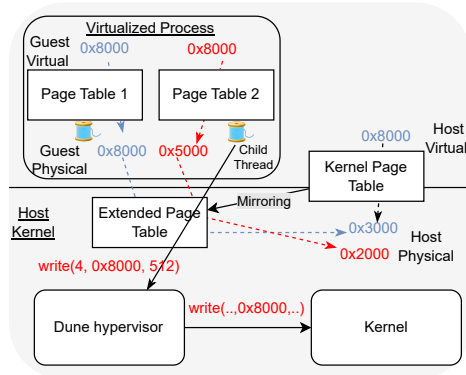 Virtualized Process
Guest
Virtual
0x8000
0x8000
Page Table 1
Page Table 2
Guest
Physical
0x8000
0x5000
Child
Thread
0x8000
Host
Virtual
Kernel Page
Table
Mirroring
Host
Kernel
Extended Page
Table
0x3000
0x2000
Host
Physical
write(4, 0x8000, 512)
Dune hypervisor
write(..,0x8000,..)
Kernel